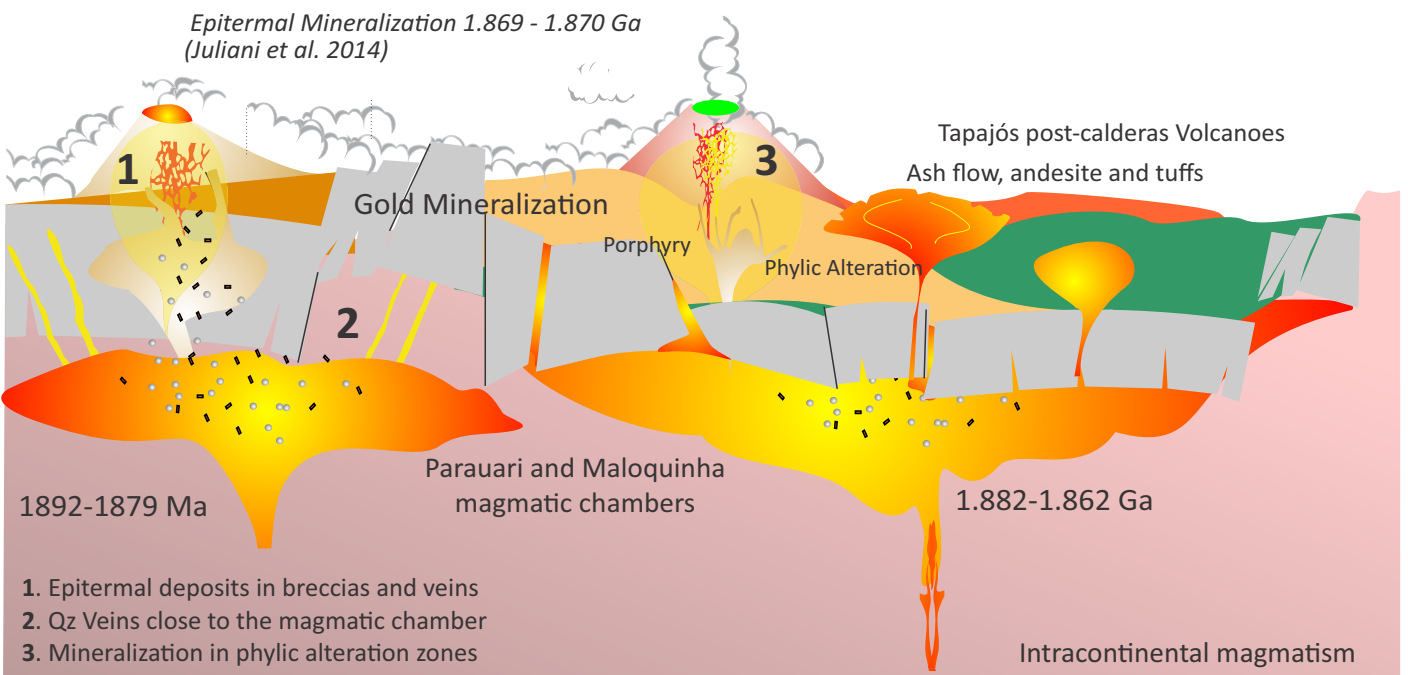 Epitermal Mineralization 1.869 - 1.870 Ga
(Juliani et al. 2014)
Tapajós post-calderas Volcanoes
Ash flow, andesite and tuffs
1
3
Gold Mineralization
Porphyry
Phylic Alteration
2
Parauari and Maloquinha
magmatic chambers
1892-1879 Ma
1.882-1.862 Ga
1. Epitermal deposits in breccias and veins
2. Qz Veins close to the magmatic chamber
3. Mineralization in phylic alteration zones
Intracontinental magmatism